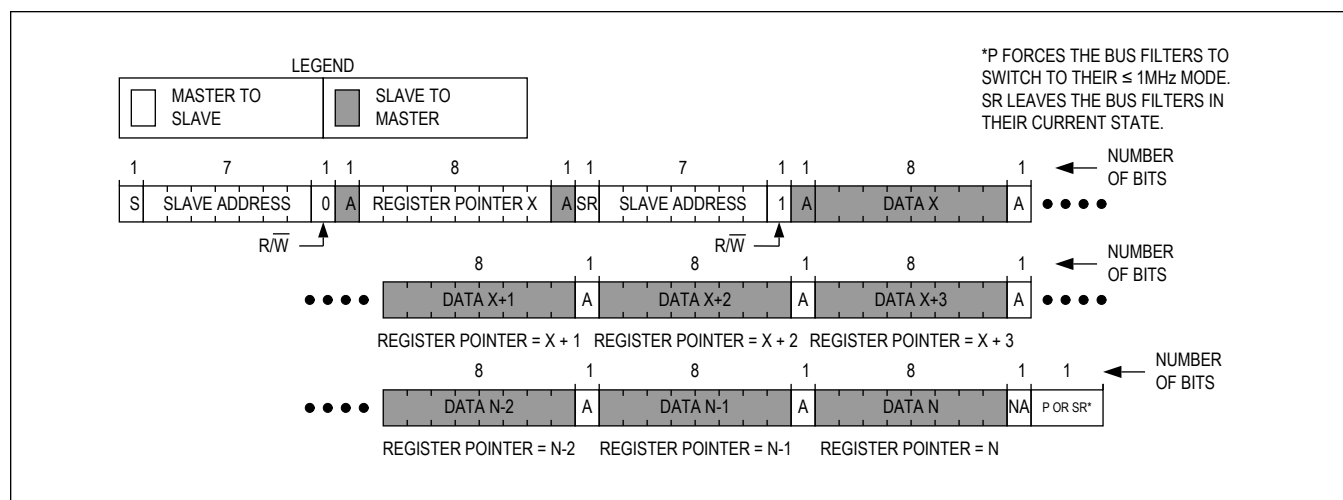 *P FORCES THE BUS FILTERS TO
SWITCH TO THEIR ≤ 1MHz MODE.
SR LEAVES THE BUS FILTERS IN
THEIR CURRENT STATE.
LEGEND
MASTER TO
SLAVE
SLAVE TO
MASTER
1 7 1 1 8 1 1 7 1 1 8 1 NUMBER
OF BITS
S SLAVE ADDRESS 0 A REGISTER POINTER X A SR SLAVE ADDRESS 1 A DATA X A
R/W̅ R/W̅
8 1 8 1 8 1 NUMBER
OF BITS
DATA X+1 A DATA X+2 A DATA X+3 A
REGISTER POINTER = X + 1 REGISTER POINTER = X + 2 REGISTER POINTER = X + 3
8 1 8 1 8 1 1 NUMBER
OF BITS
DATA N-2 A DATA N-1 A DATA N NA P OR SR*
REGISTER POINTER = N-2 REGISTER POINTER = N-1 REGISTER POINTER = N